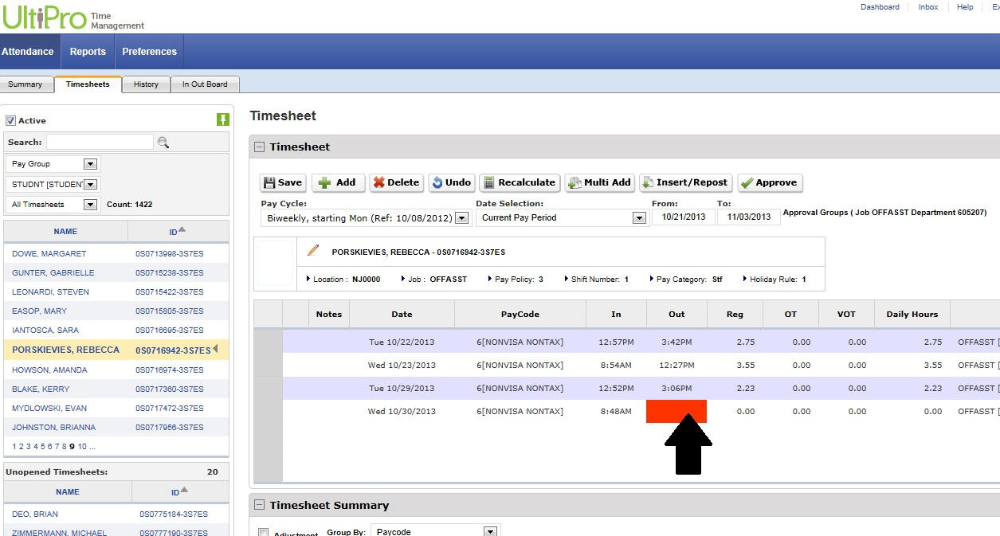 UltiPro Time Management
Dashboard Inbox Help
Attendance Reports Preferences
Summary Timesheets History In Out Board
Active
Search:
Pay Group
STUDNT [STUDEN
All Timesheets Count: 1422
NAME ID
DOWE, MARGARET 0S0713998-3S7ES
GUNTER, GABRIELLE 0S0715238-3S7ES
LEONARDI, STEVEN 0S0715422-3S7ES
EASOP, MARY 0S0715805-3S7ES
IANTOSCA, SARA 0S0716695-3S7ES
PORSKIEVIES, REBECCA 0S0716942-3S7ES
HOWSON, AMANDA 0S0716974-3S7ES
BLAKE, KERRY 0S0717360-3S7ES
MYDLOWSKI, EVAN 0S0717472-3S7ES
JOHNSTON, BRIANNA 0S0717956-3S7ES
1 2 3 4 5 6 7 8 9 10 ...
Unopened Timesheets: 20
NAME ID
DEO, BRIAN 0S0775184-3S7ES
ZIMMERMANN, MICHAEL 0S0777190-3S7ES
Timesheet
Timesheet
Save Add Delete Undo Recalculate Multi Add Insert/Repost Approve
Pay Cycle: Date Selection: From: To:
Biweekly, starting Mon (Ref: 10/08/2012) Current Pay Period 10/21/2013 11/03/2013 Approval Groups ( Job OFFASST Department 605207)
PORSKIEVIES, REBECCA - 0S0716942-3S7ES
Location : NJ0000 Job : OFFASST Pay Policy: 3 Shift Number: 1 Pay Category: Stf Holiday Rule: 1
Notes Date PayCode In Out Reg OT VOT Daily Hours
Tue 10/22/2013 6[NONVISA NONTAX] 12:57PM 3:42PM 2.75 0.00 0.00 2.75 OFFASST [
Wed 10/23/2013 6[NONVISA NONTAX] 8:54AM 12:27PM 3.55 0.00 0.00 3.55 OFFASST [
Tue 10/29/2013 6[NONVISA NONTAX] 12:52PM 3:06PM 2.23 0.00 0.00 2.23 OFFASST [
Wed 10/30/2013 6[NONVISA NONTAX] 8:48AM 0.00 0.00 0.00 0.00 OFFASST [
Timesheet Summary
Adjustment Group By: Paycode